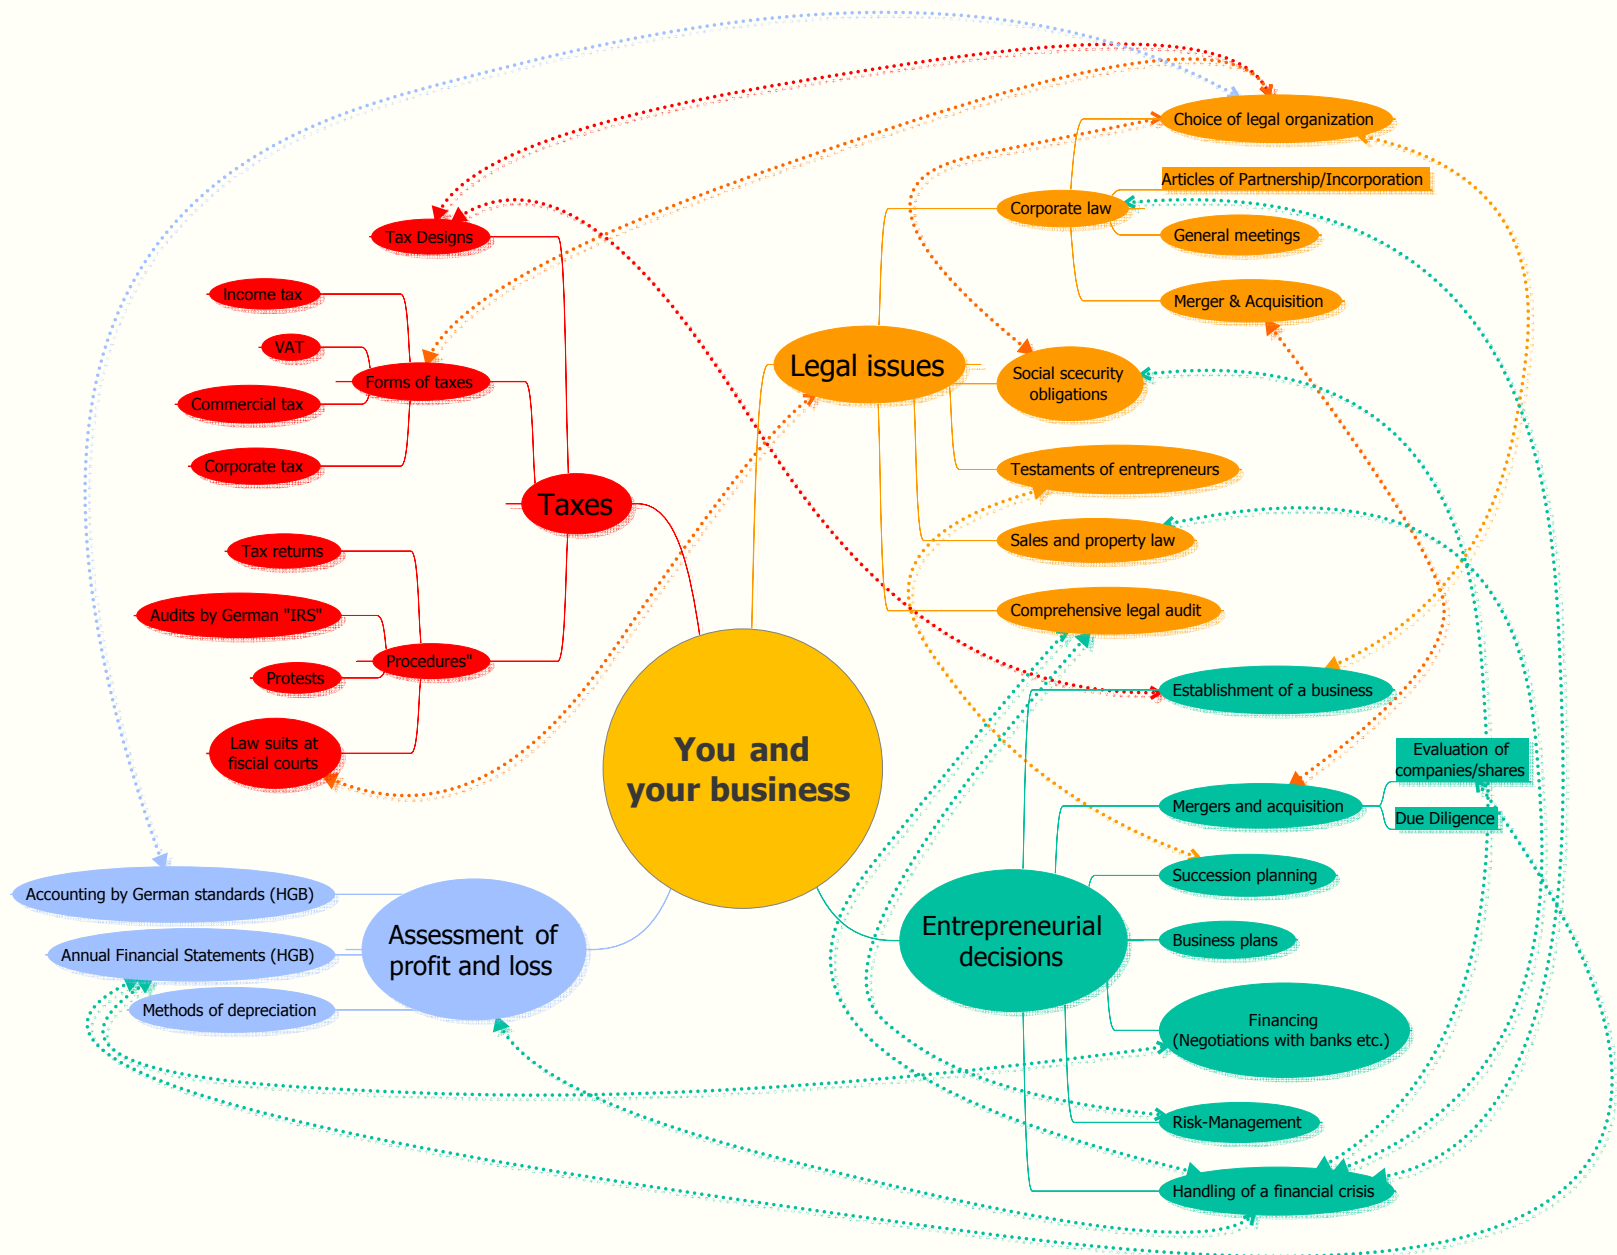 You and
your business
Taxes
Tax Designs
Forms of taxes
Income tax
VAT
Commercial tax
Corporate tax
Procedures"
Tax returns
Audits by German "IRS"
Protests
Law suits at
fiscial courts
Assessment of
profit and loss
Accounting by German standards (HGB)
Annual Financial Statements (HGB)
Methods of depreciation
Legal issues
Corporate law
Choice of legal organization
Articles of Partnership/Incorporation
General meetings
Merger & Acquisition
Social scecurity
obligations
Testaments of entrepreneurs
Sales and property law
Comprehensive legal audit
Entrepreneurial
decisions
Establishment of a business
Mergers and acquisition
Evaluation of
companies/shares
Due Diligence
Succession planning
Business plans
Financing
(Negotiations with banks etc.)
Risk-Management
Handling of a financial crisis